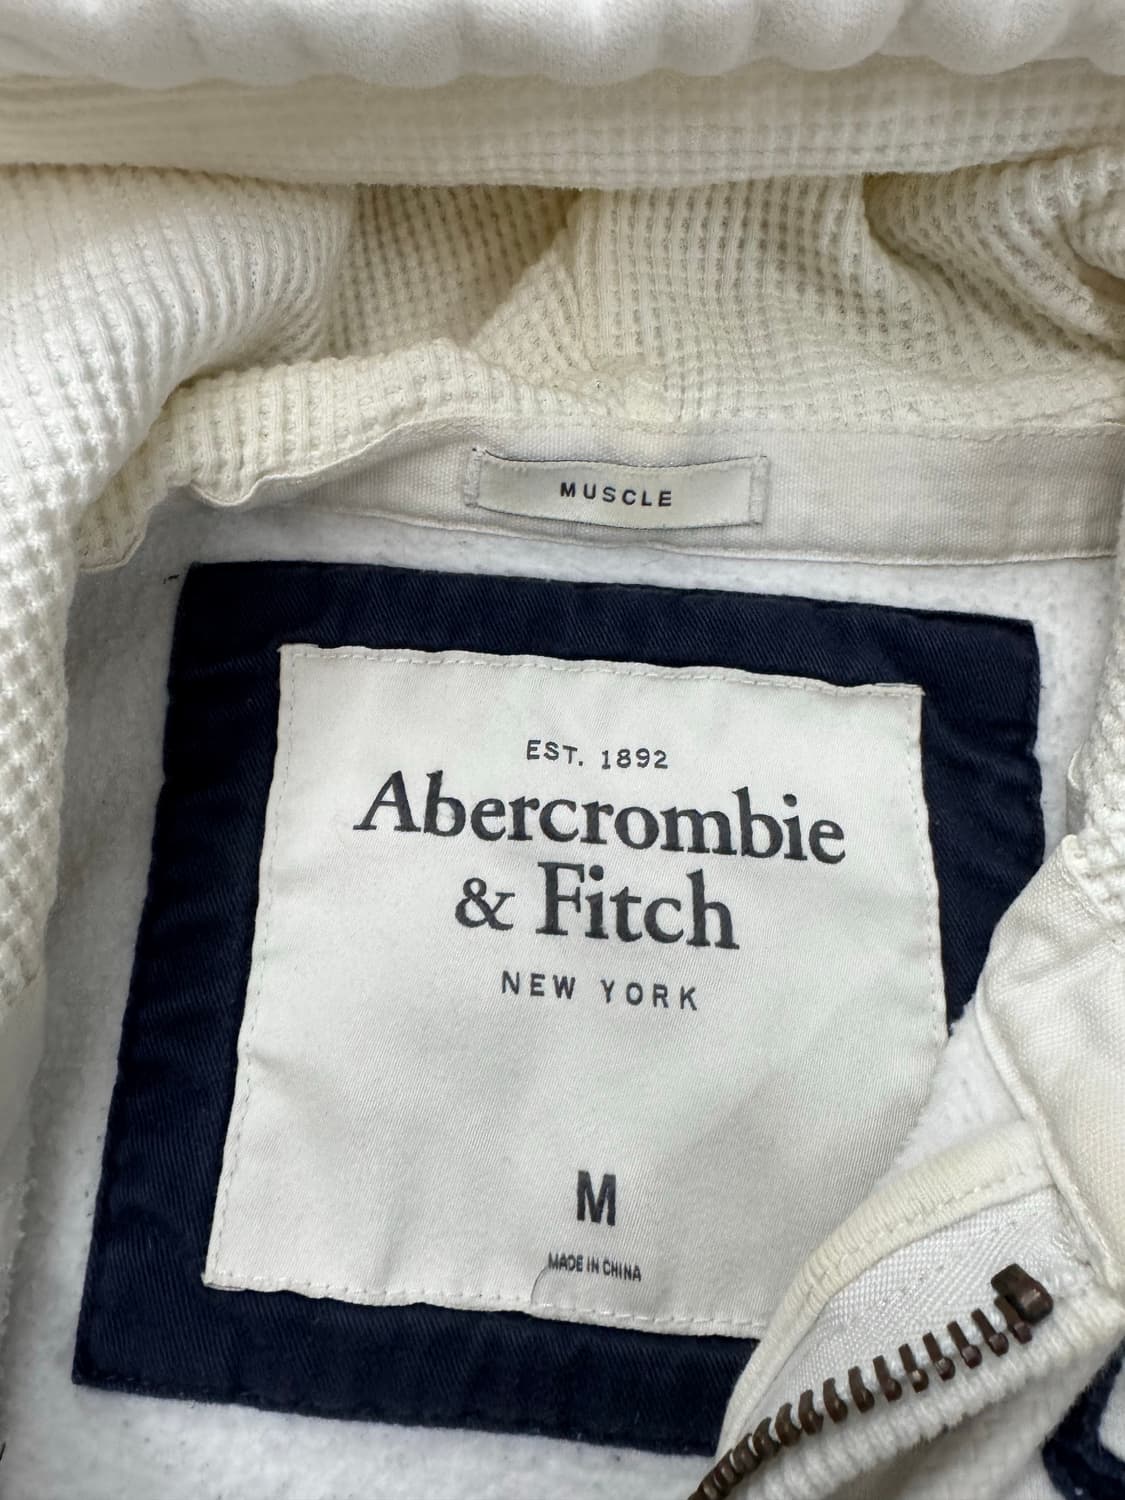 MUSCLE
EST. 1892
Abercrombie
& Fitch
NEW YORK
M
MADE IN CHINA